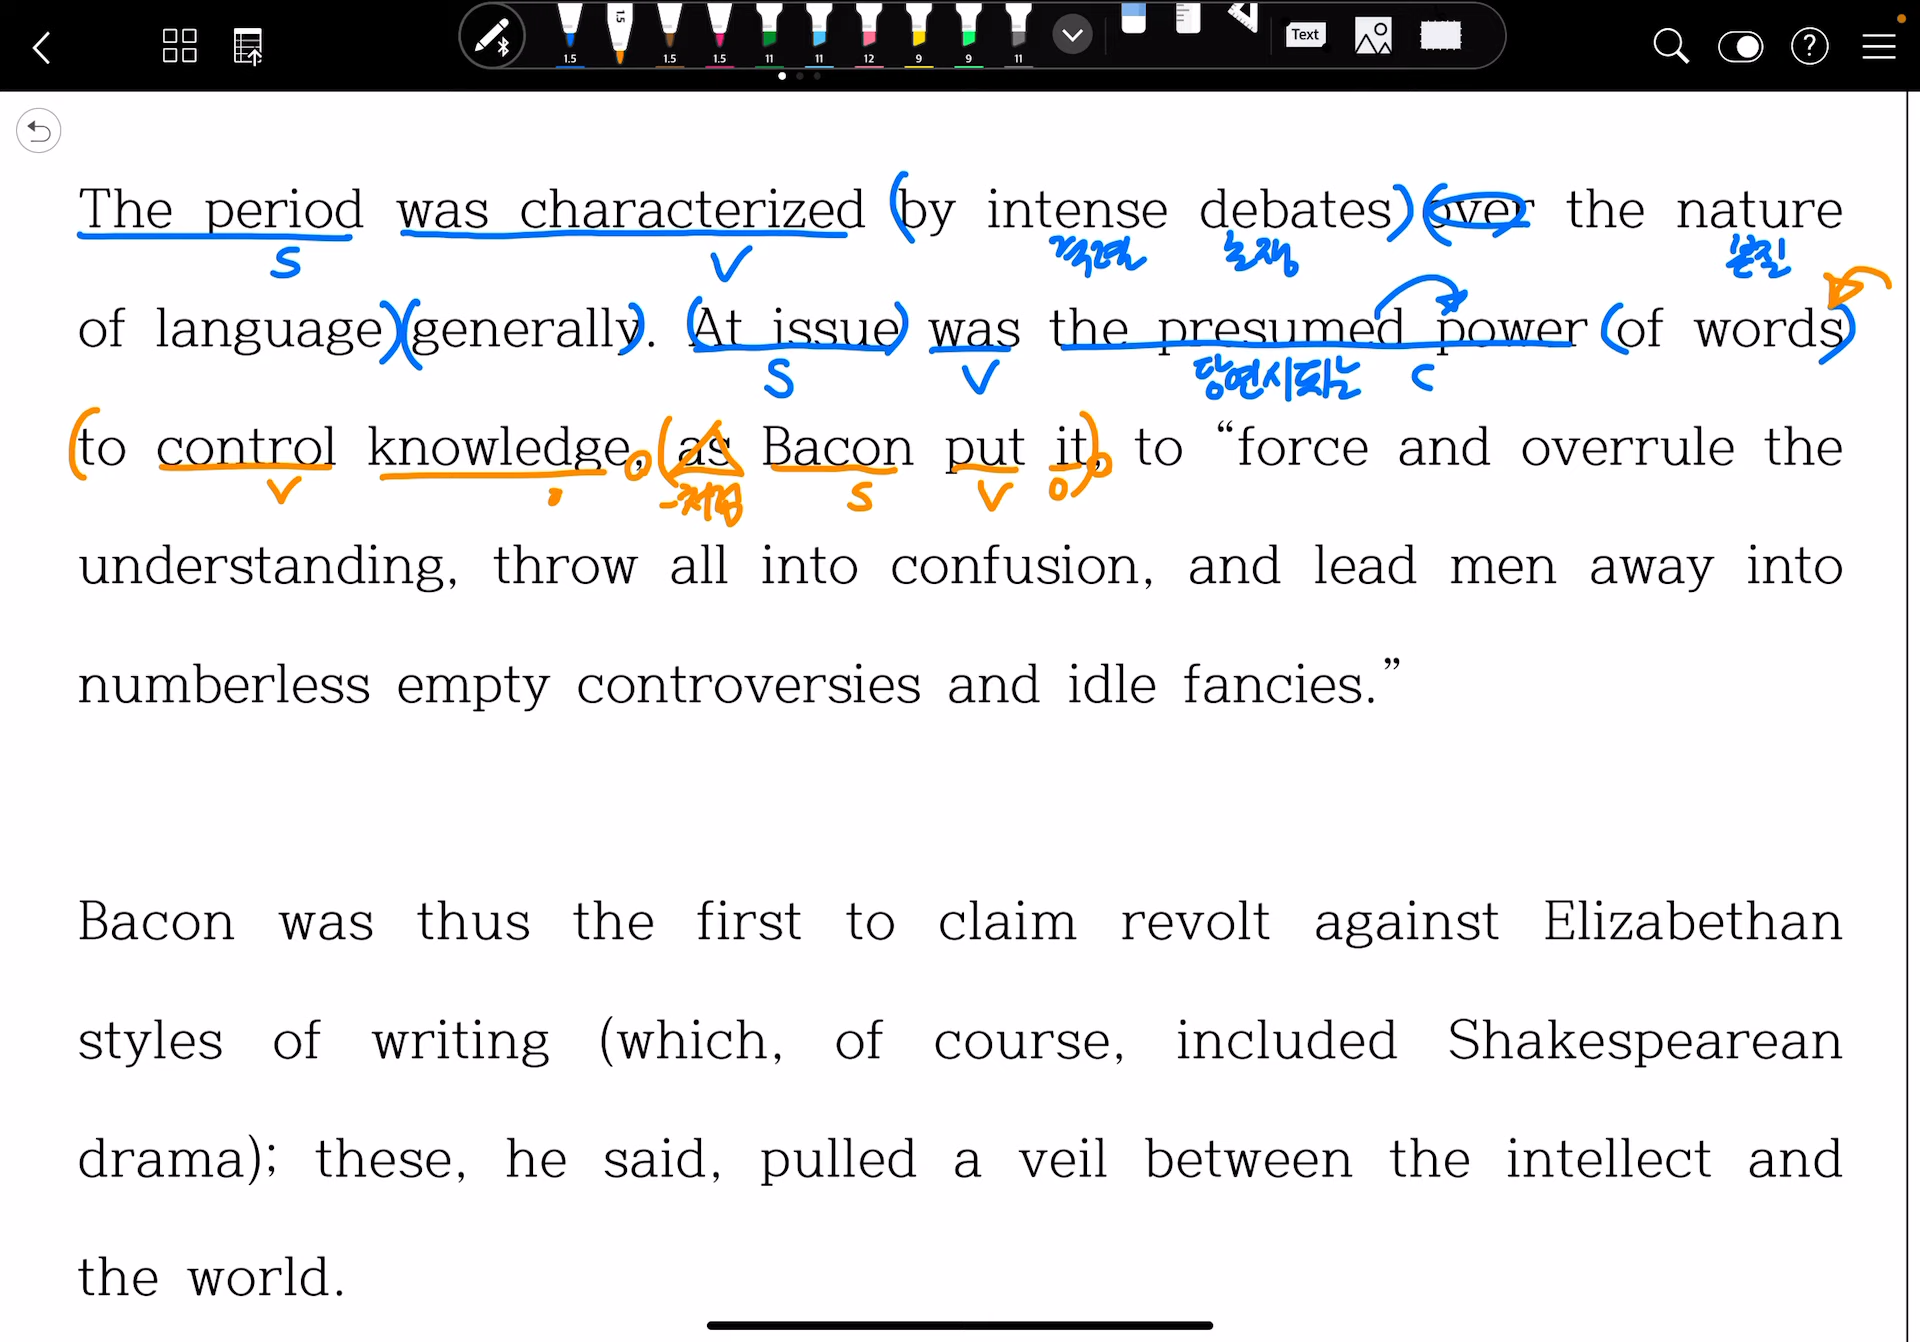 1.5 1.5 1.5 1.5 11 11 12 9 9 11 Text
The period was characterized (by intense debates) (over the nature
S V 격렬 논쟁 본질
of language)(generally). (At issue) was the presumed power (of words)
S V 당연시되는 C
(to control knowledge, (as Bacon put it), to “force and overrule the
V o ~처럼 S V O
understanding, throw all into confusion, and lead men away into
numberless empty controversies and idle fancies.”
Bacon was thus the first to claim revolt against Elizabethan
styles of writing (which, of course, included Shakespearean
drama); these, he said, pulled a veil between the intellect and
the world.